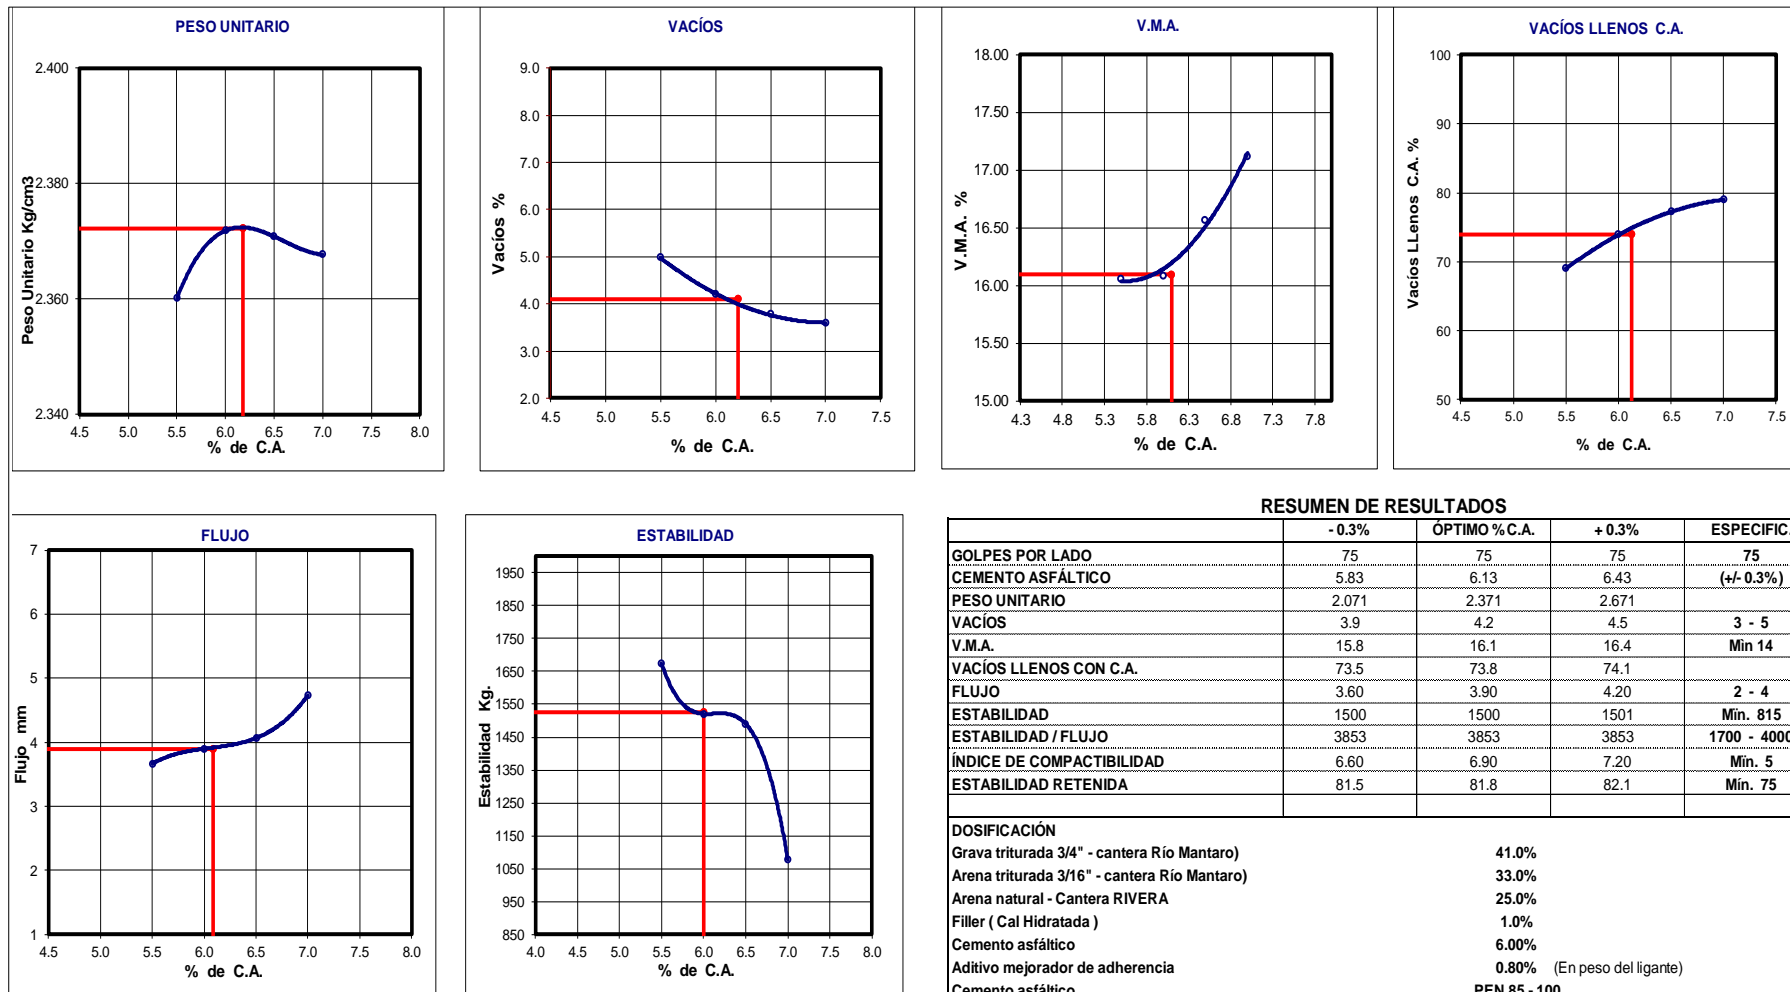 PESO UNITARIO
2.400
2.380
2.360
2.340
Peso Unitario Kg/cm3
4.5 5.0 5.5 6.0 6.5 7.0 7.5 8.0
% de C.A.
VACÍOS
9.0
8.0
7.0
6.0
5.0
4.0
3.0
2.0
Vacíos %
4.5 5.0 5.5 6.0 6.5 7.0 7.5
% de C.A.
V.M.A.
18.00
17.50
17.00
16.50
16.00
15.50
15.00
V.M.A. %
4.3 4.8 5.3 5.8 6.3 6.8 7.3 7.8
% de C.A.
VACÍOS LLENOS C.A.
100
90
80
70
60
50
Vacíos LLenos C.A. %
4.5 5.0 5.5 6.0 6.5 7.0 7.5
% de C.A.
FLUJO
7
6
5
4
3
2
1
Flujo mm
4.5 5.0 5.5 6.0 6.5 7.0 7.5 8.0
% de C.A.
ESTABILIDAD
1950
1850
1750
1650
1550
1450
1350
1250
1150
1050
950
850
Estabilidad Kg.
4.0 5.0 5.5 6.0 6.5 7.0 7.5 8.0
% de C.A.
RESUMEN DE RESULTADOS
- 0.3% ÓPTIMO % C.A. + 0.3% ESPECIFIC.
GOLPES POR LADO 75 75 75 75
CEMENTO ASFÁLTICO 5.83 6.13 6.43 (+/- 0.3%)
PESO UNITARIO 2.071 2.371 2.671
VACÍOS 3.9 4.2 4.5 3 - 5
V.M.A. 15.8 16.1 16.4 Mìn 14
VACÍOS LLENOS CON C.A. 73.5 73.8 74.1
FLUJO 3.60 3.90 4.20 2 - 4
ESTABILIDAD 1500 1500 1501 Mïn. 815
ESTABILIDAD / FLUJO 3853 3853 3853 1700 - 4000
ÍNDICE DE COMPACTIBILIDAD 6.60 6.90 7.20 Mïn. 5
ESTABILIDAD RETENIDA 81.5 81.8 82.1 Mín. 75
DOSIFICACIÓN
Grava triturada 3/4" - cantera Río Mantaro) 41.0%
Arena triturada 3/16" - cantera Río Mantaro) 33.0%
Arena natural - Cantera RIVERA 25.0%
Filler ( Cal Hidratada ) 1.0%
Cemento asfáltico 6.00%
Aditivo mejorador de adherencia 0.80% (En peso del ligante)
Cemento asfáltico PEN 85 - 100